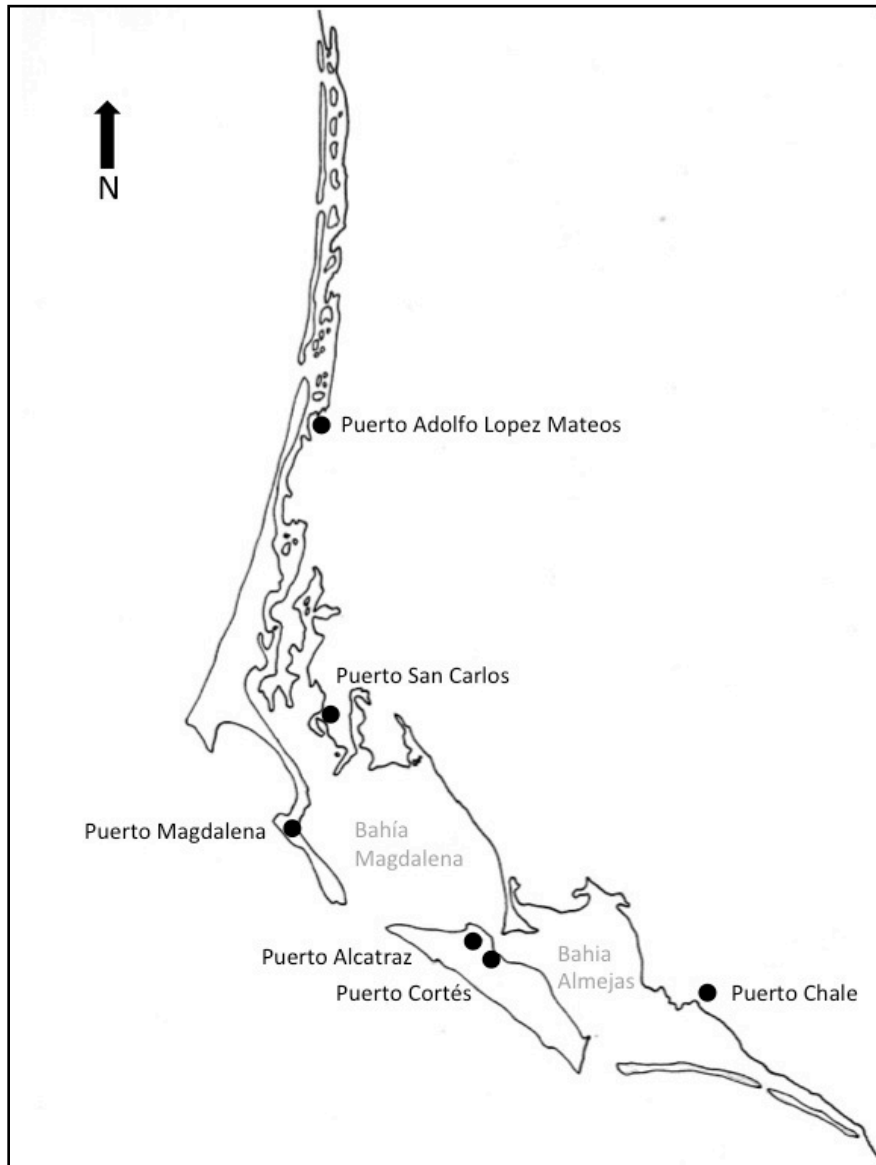 N
Puerto Adolfo Lopez Mateos
Puerto San Carlos
Puerto Magdalena
Bahía
Magdalena
Puerto Alcatraz
Bahia
Almejas
Puerto Cortés
Puerto Chale